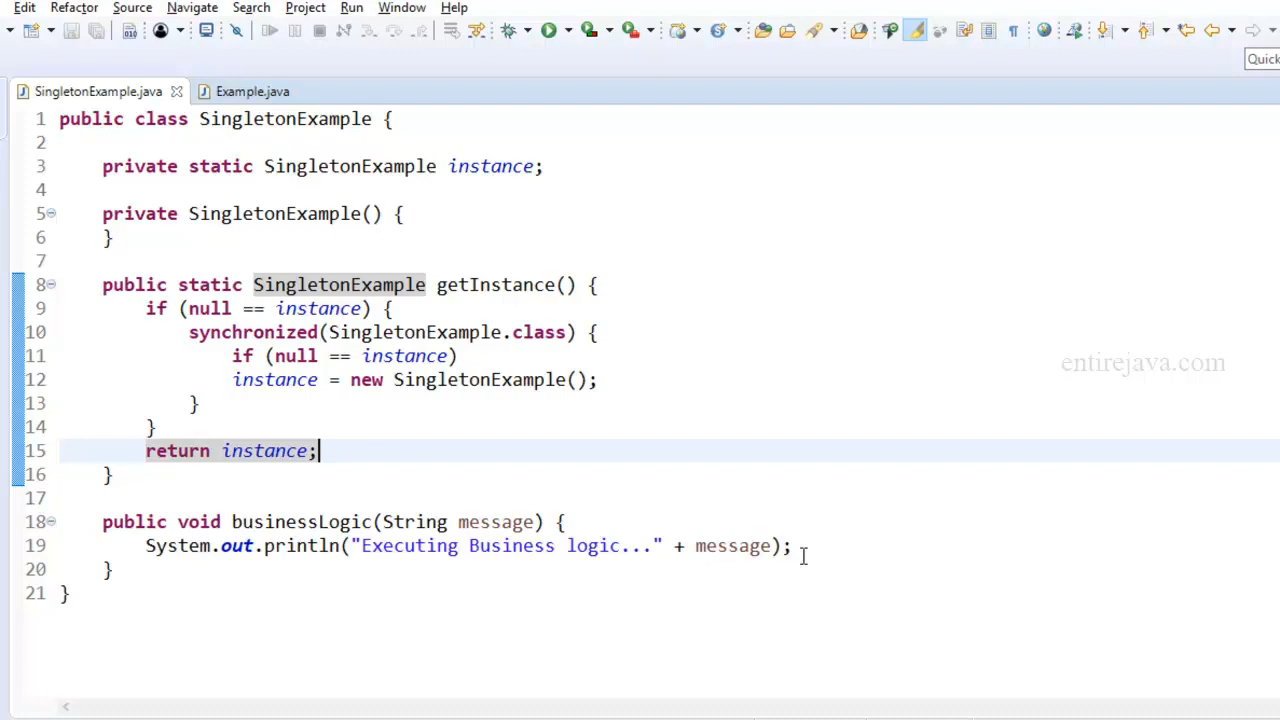 Edit Refactor Source Navigate Search Project Run Window Help
Quick
SingletonExample.java Example.java
1 public class SingletonExample {
2
3 private static SingletonExample instance;
4
5 private SingletonExample() {
6 }
7
8 public static SingletonExample getInstance() {
9 if (null == instance) {
10 synchronized(SingletonExample.class) {
11 if (null == instance)
12 instance = new SingletonExample();
13 }
14 }
15 return instance;
16 }
17
18 public void businessLogic(String message) {
19 System.out.println("Executing Business logic..." + message);
20 }
21 }
entirejava.com